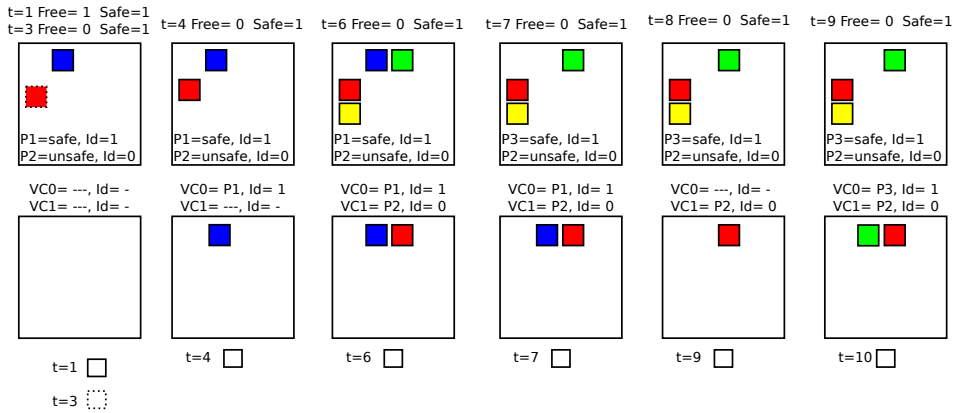 t=1 Free= 1 Safe=1
t=3 Free= 0 Safe=1
P1=safe, Id=1
P2=unsafe, Id=0
t=4 Free= 0 Safe=1
P1=safe, Id=1
P2=unsafe, Id=0
t=6 Free= 0 Safe=1
P1=safe, Id=1
P2=unsafe, Id=0
t=7 Free= 0 Safe=1
P3=safe, Id=1
P2=unsafe, Id=0
t=8 Free= 0 Safe=1
P3=safe, Id=1
P2=unsafe, Id=0
t=9 Free= 0 Safe=1
P3=safe, Id=1
P2=unsafe, Id=0
VC0= ---, Id= -
VC1= ---, Id= -
VC0= P1, Id= 1
VC1= ---, Id= -
VC0= P1, Id= 1
VC1= P2, Id= 0
VC0= P1, Id= 1
VC1= P2, Id= 0
VC0= ---, Id= -
VC1= P2, Id= 0
VC0= P3, Id= 1
VC1= P2, Id= 0
t=1
t=3
t=4
t=6
t=7
t=9
t=10